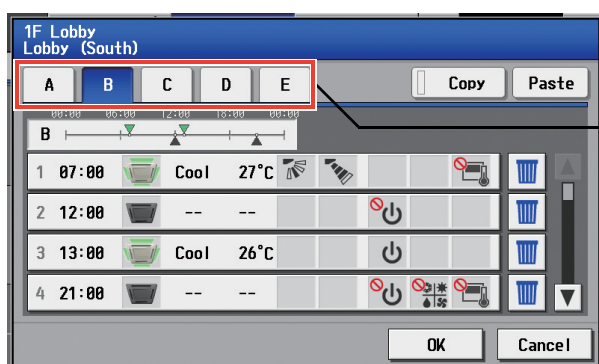 1F Lobby
Lobby (South)
A B C D E Copy Paste
00:00 06:00 12:00 18:00 00:00
B
1 07:00 Cool 27°C
2 12:00 -- --
3 13:00 Cool 26°C
4 21:00 -- --
OK Cancel